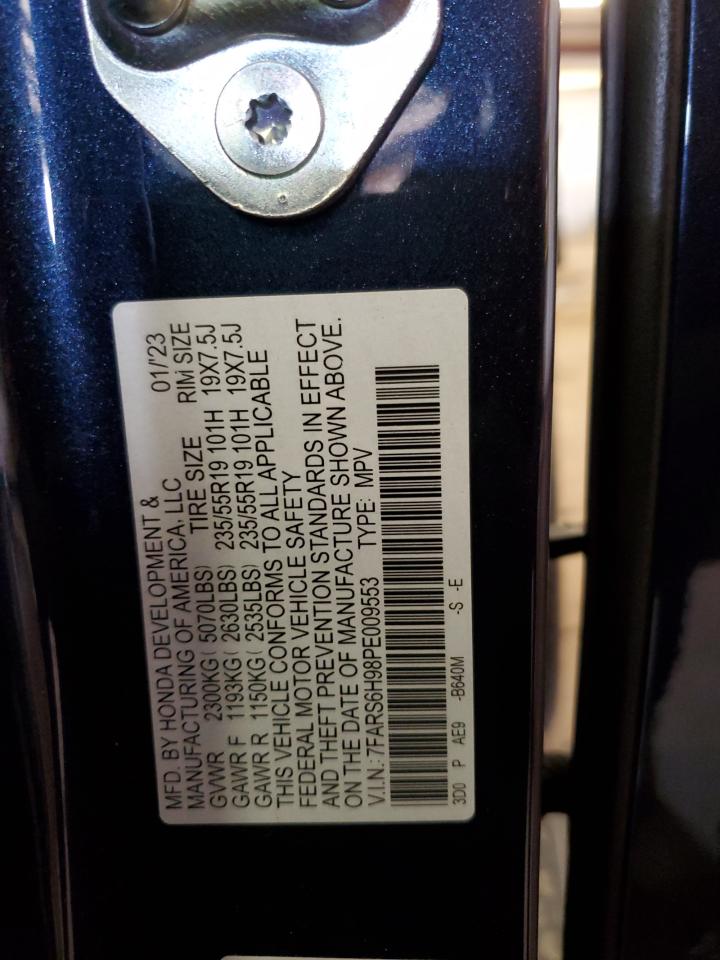 MFD. BY HONDA DEVELOPMENT &
MANUFACTURING OF AMERICA, LLC 01/'23
GVWR 2300KG( 5070LBS) TIRE SIZE RIM SIZE
GAWR F 1193KG( 2630LBS) 235/55R19 101H 19X7.5J
GAWR R 1150KG( 2535LBS) 235/55R19 101H 19X7.5J
THIS VEHICLE CONFORMS TO ALL APPLICABLE
FEDERAL MOTOR VEHICLE SAFETY
AND THEFT PREVENTION STANDARDS IN EFFECT
ON THE DATE OF MANUFACTURE SHOWN ABOVE.
V.I.N.: 7FARS6H98PE009553 TYPE: MPV
3D0 P AE9 -B640M -S -E